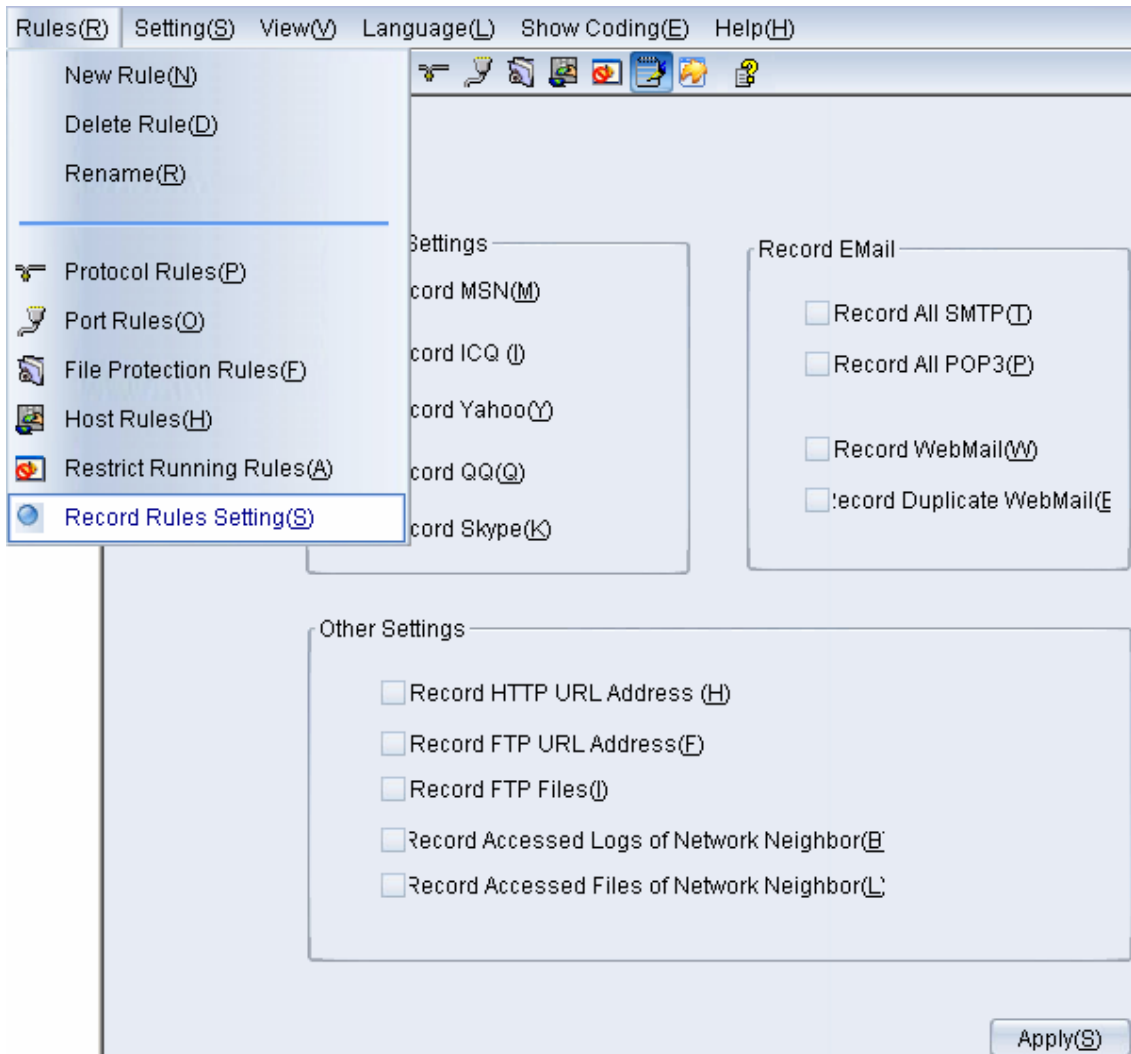 Rules(R) Setting(S) View(V) Language(L) Show Coding(E) Help(H)
New Rule(N)
Delete Rule(D)
Rename(R)
Protocol Rules(P)
Port Rules(O)
File Protection Rules(F)
Host Rules(H)
Restrict Running Rules(A)
Record Rules Setting(S)
Settings
cord MSN(M)
cord ICQ (I)
cord Yahoo(Y)
cord QQ(Q)
cord Skype(K)
Record EMail
Record All SMTP(T)
Record All POP3(P)
Record WebMail(W)
ecord Duplicate WebMail(E
Other Settings
Record HTTP URL Address (H)
Record FTP URL Address(F)
Record FTP Files(I)
Record Accessed Logs of Network Neighbor(B
Record Accessed Files of Network Neighbor(L)
Apply(S)